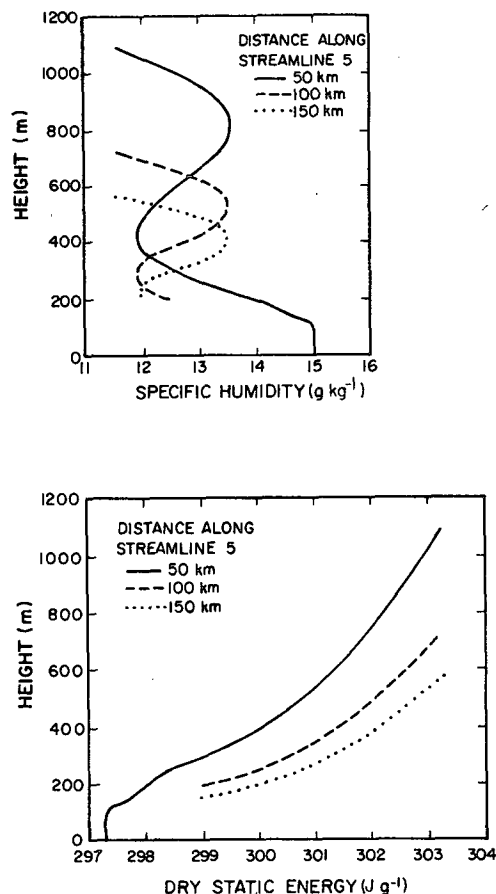 1200
1000
800
600
400
200
0
HEIGHT (m)
DISTANCE ALONG
STREAMLINE 5
50 km
100 km
150 km
11 12 13 14 15 16
SPECIFIC HUMIDITY (g kg⁻¹)
1200
1000
800
600
400
200
0
HEIGHT (m)
DISTANCE ALONG
STREAMLINE 5
50 km
100 km
150 km
297 298 299 300 301 302 303 304
DRY STATIC ENERGY (J g⁻¹)